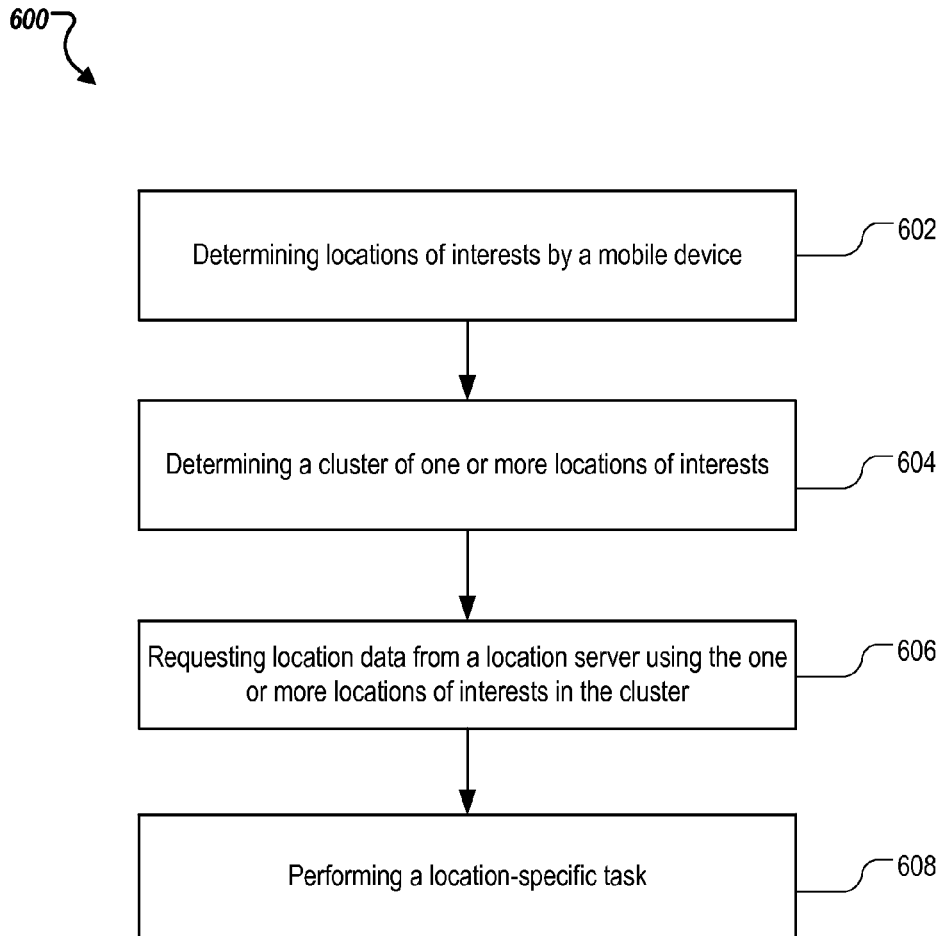 600
Determining locations of interests by a mobile device
602
Determining a cluster of one or more locations of interests
604
Requesting location data from a location server using the one
or more locations of interests in the cluster
606
Performing a location-specific task
608